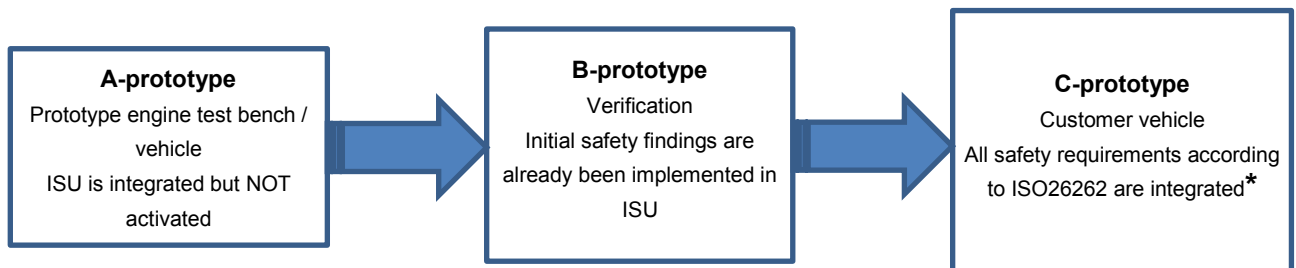 A-prototype
Prototype engine test bench /
vehicle
ISU is integrated but NOT
activated
B-prototype
Verification
Initial safety findings are
already been implemented in
ISU
C-prototype
Customer vehicle
All safety requirements according
to ISO26262 are integrated*